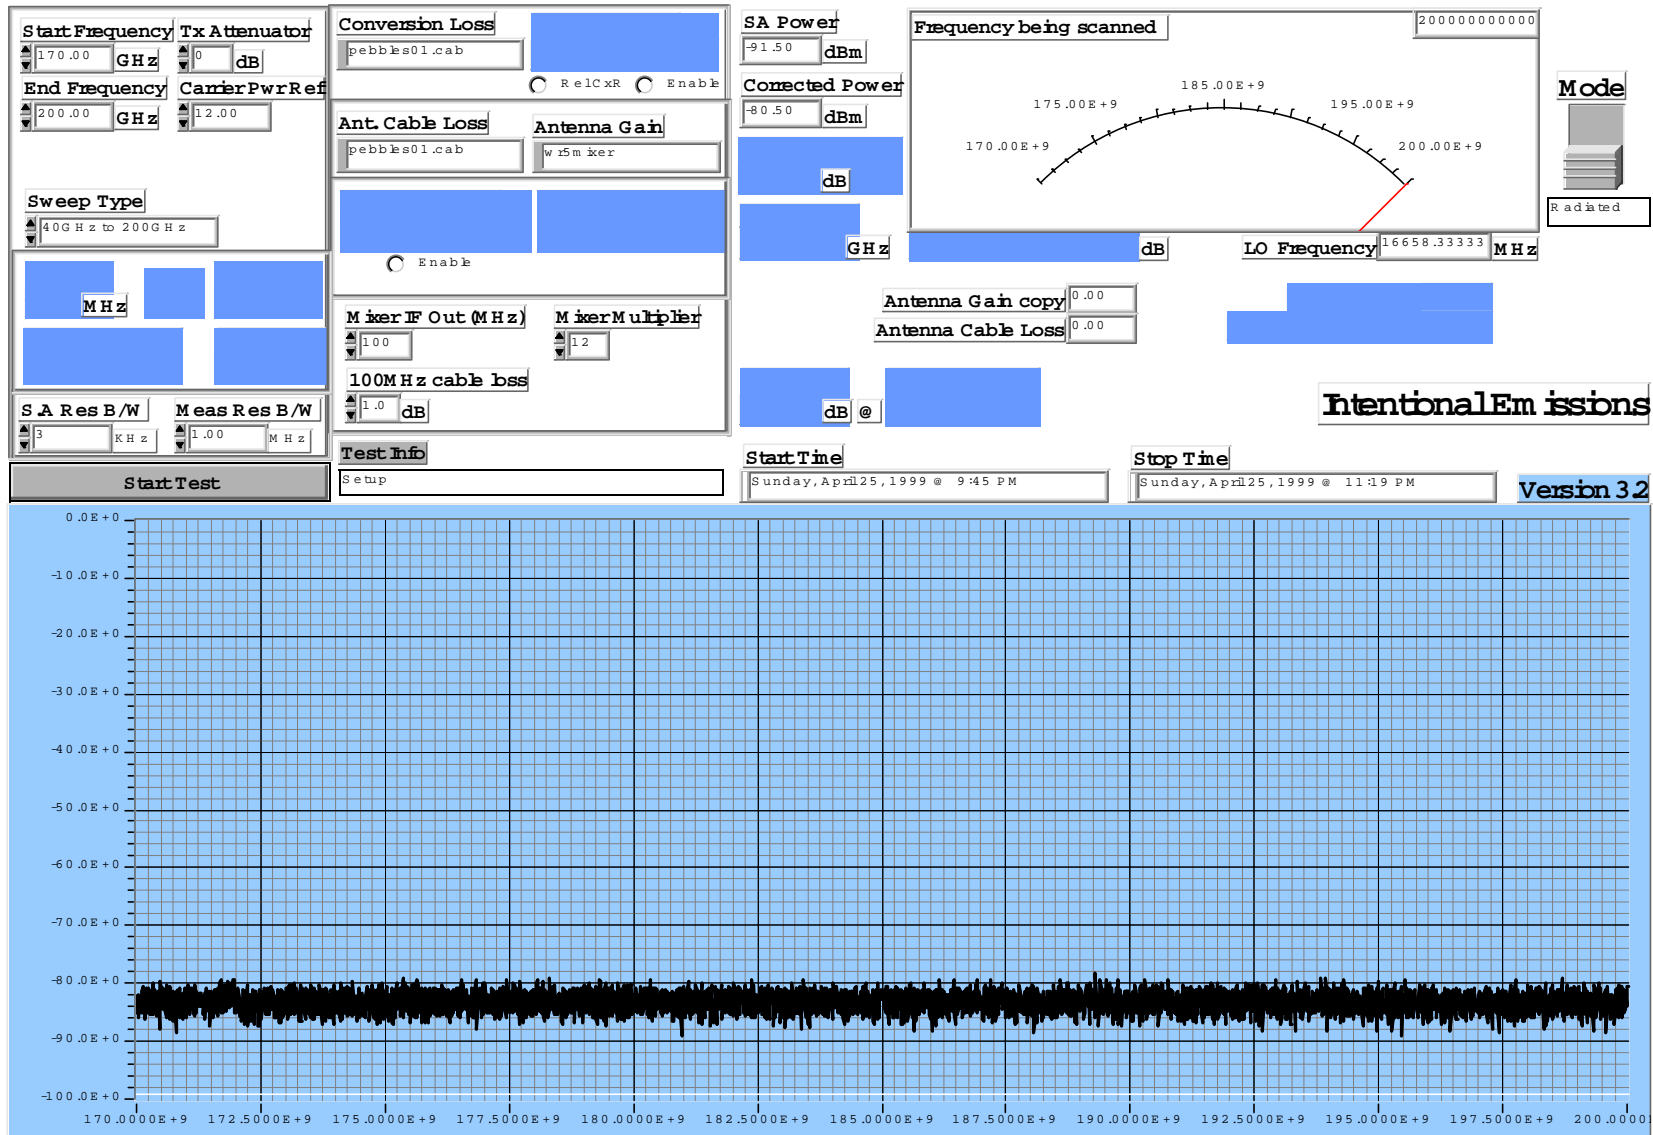 Start Frequency
170.00 GHz
Tx Attenuator
0 dB
End Frequency
200.00 GHz
Carrier Pwr Ref
12.00
Sweep Type
40GHz to 200GHz
MHz
S.A Res B/W
3 KHz
Meas Res B/W
1.00 MHz
Start Test
Conversion Loss
pebbles01.cab
RelCxR Enable
Ant. Cable Loss
pebbles01.cab
Antenna Gain
wr5mixer
Enable
Mixer IF Out (MHz)
100
Mixer Multiplier
12
100MHz cable loss
1.0 dB
Test Info
Setup
SA Power
-91.50 dBm
Corrected Power
-80.50 dBm
dB
GHz
Frequency being scanned
200000000000
170.00E+9 175.00E+9 185.00E+9 195.00E+9 200.00E+9
dB
LO Frequency 16658.33333 MHz
Mode
Radiated
Antenna Gain copy 0.00
Antenna Cable Loss 0.00
dB @
Intentional Emissions
Start Time
Sunday, April 25, 1999 @ 9:45 PM
Stop Time
Sunday, April 25, 1999 @ 11:19 PM
Version 3.2
0.0E+0
-10.0E+0
-20.0E+0
-30.0E+0
-40.0E+0
-50.0E+0
-60.0E+0
-70.0E+0
-80.0E+0
-90.0E+0
-100.0E+0
170.0000E+9 172.5000E+9 175.0000E+9 177.5000E+9 180.0000E+9 182.5000E+9 185.0000E+9 187.5000E+9 190.0000E+9 192.5000E+9 195.0000E+9 197.5000E+9 200.0000